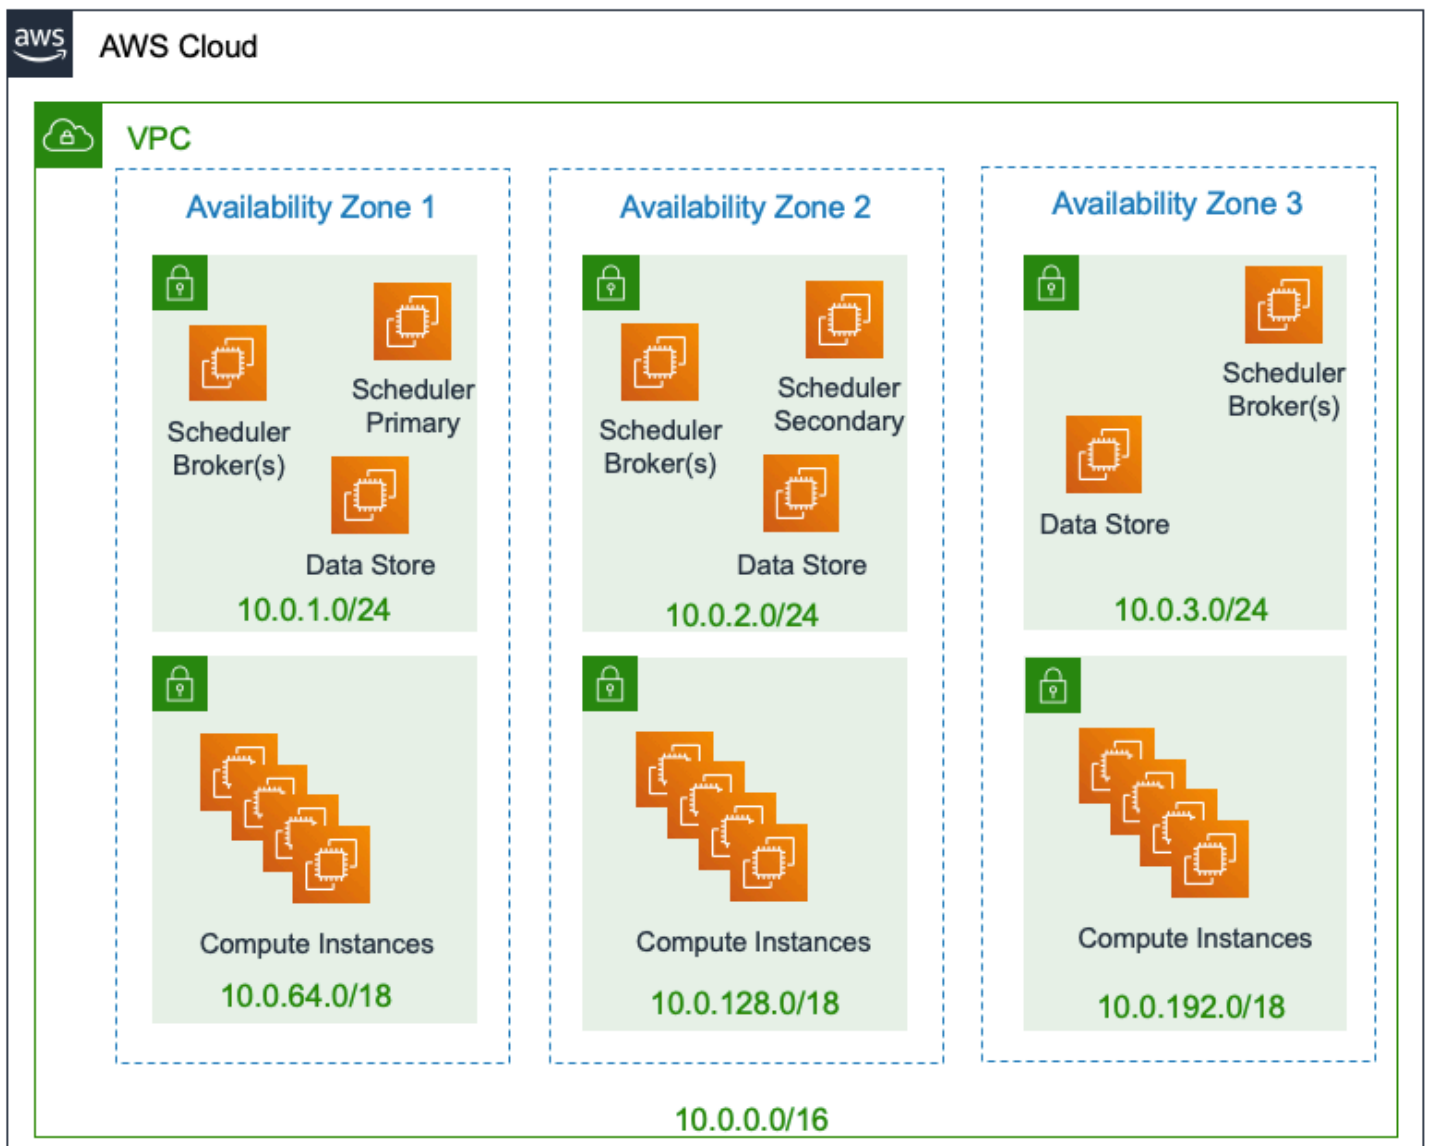 aws
AWS Cloud
VPC
Availability Zone 1
Scheduler
Primary
Scheduler
Broker(s)
Data Store
10.0.1.0/24
Compute Instances
10.0.64.0/18
Availability Zone 2
Scheduler
Secondary
Scheduler
Broker(s)
Data Store
10.0.2.0/24
Compute Instances
10.0.128.0/18
Availability Zone 3
Scheduler
Broker(s)
Data Store
10.0.3.0/24
Compute Instances
10.0.192.0/18
10.0.0.0/16